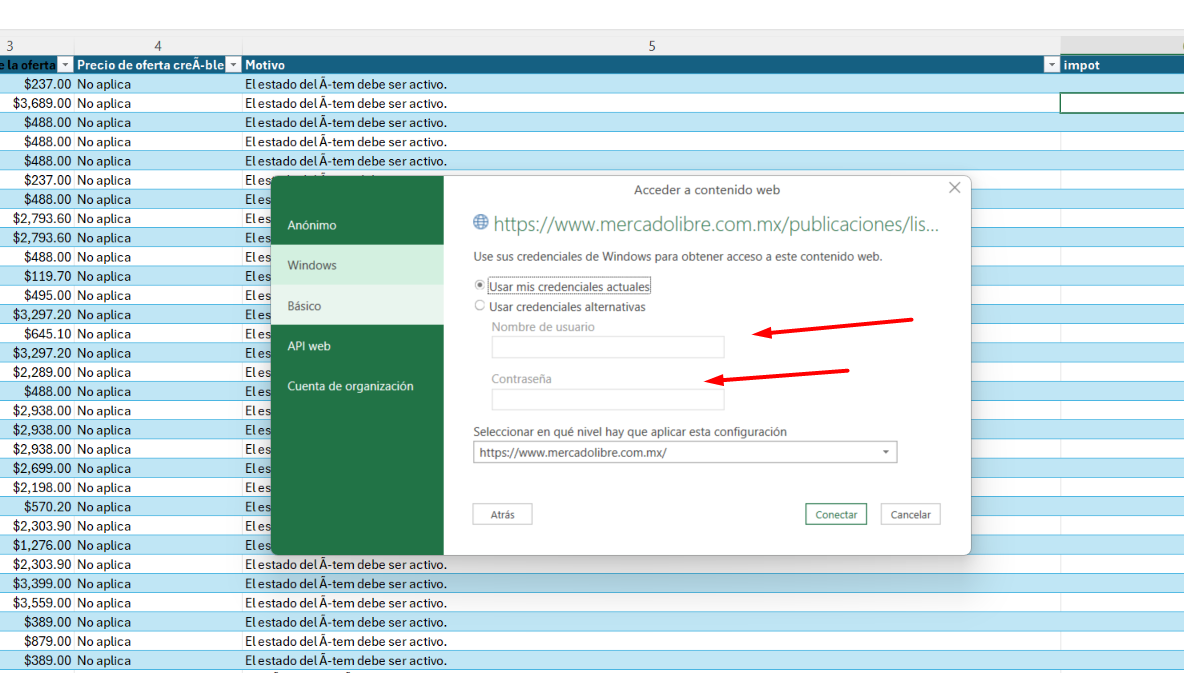 3 4 5
e la oferta Precio de oferta creÃ-ble Motivo impot
$237.00 No aplica El estado del Ã-tem debe ser activo.
$3,689.00 No aplica El estado del Ã-tem debe ser activo.
$488.00 No aplica El estado del Ã-tem debe ser activo.
$488.00 No aplica El estado del Ã-tem debe ser activo.
$488.00 No aplica El estado del Ã-tem debe ser activo.
$237.00 No aplica El es
$488.00 No aplica El es
$2,793.60 No aplica El es
$2,793.60 No aplica El es
$488.00 No aplica El es
$119.70 No aplica El es
$495.00 No aplica El es
$3,297.20 No aplica El es
$645.10 No aplica El es
$3,297.20 No aplica El es
$2,289.00 No aplica El es
$488.00 No aplica El es
$2,938.00 No aplica El es
$2,938.00 No aplica El es
$2,938.00 No aplica El es
$2,699.00 No aplica El es
$2,198.00 No aplica El es
$570.20 No aplica El es
$2,303.90 No aplica El es
$1,276.00 No aplica El es
$2,303.90 No aplica El estado del Ã-tem debe ser activo.
$3,399.00 No aplica El estado del Ã-tem debe ser activo.
$3,559.00 No aplica El estado del Ã-tem debe ser activo.
$389.00 No aplica El estado del Ã-tem debe ser activo.
$879.00 No aplica El estado del Ã-tem debe ser activo.
$389.00 No aplica El estado del Ã-tem debe ser activo.
Acceder a contenido web
Anónimo
Windows
Básico
API web
Cuenta de organización
https://www.mercadolibre.com.mx/publicaciones/lis...
Use sus credenciales de Windows para obtener acceso a este contenido web.
Usar mis credenciales actuales
Usar credenciales alternativas
Nombre de usuario
Contraseña
Seleccionar en qué nivel hay que aplicar esta configuración
https://www.mercadolibre.com.mx/
Atrás Conectar Cancelar